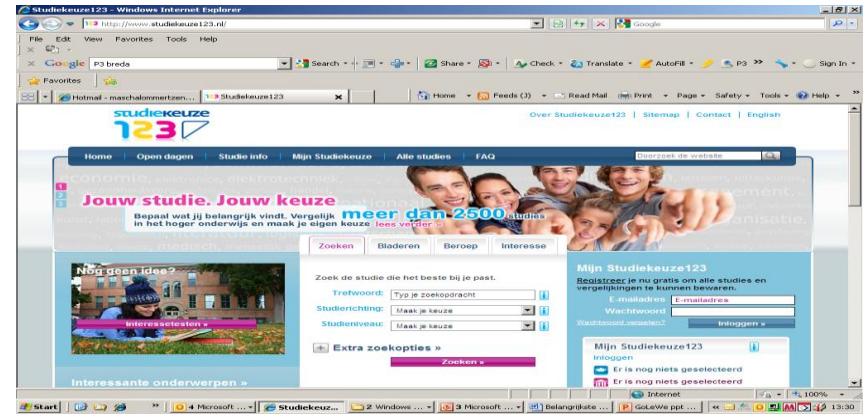 Studiekeuze123 - Windows Internet Explorer
http://www.studiekeuze123.nl/
Google
File Edit View Favorites Tools Help
Google P3 breda Search Share Check Translate AutoFill P3 » Sign In
Favorites
Hotmail - maschalommertzen... Studiekeuze123 Home Feeds (J) Read Mail Print Page Safety Tools Help »
studiekeuze
123
Over Studiekeuze123 | Sitemap | Contact | English
Home Open dagen Studie info Mijn Studiekeuze Alle studies FAQ Doorzoek de website
economie, elektrotechniek
1
2
3
Jouw studie. Jouw keuze
Bepaal wat jij belangrijk vindt. Vergelijk meer dan 2500 studies
in het hoger onderwijs en maak je eigen keuze lees verder »
Zoeken Bladeren Beroep Interesse
Nog geen idee?
Interessetesten »
Interessante onderwerpen »
Zoek de studie die het beste bij je past.
Trefwoord: Typ je zoekopdracht
Studierichting: Maak je keuze
Studieniveau: Maak je keuze
+ Extra zoekopties »
Zoeken »
Mijn Studiekeuze123
Registreer je nu gratis om alle studies en
vergelijkingen te kunnen bewaren.
E-mailadres E-mailadres
Wachtwoord
Wachtwoord vergeten? Inloggen »
Mijn Studiekeuze123
Inloggen
Er is nog niets geselecteerd
Er is nog niets geselecteerd
Internet 100%
Start » 4 Microsoft ... Studiekeuz... 2 Windows ... 3 Microsoft ... Belangrijkste ... GoLeWe ppt ... « 13:30